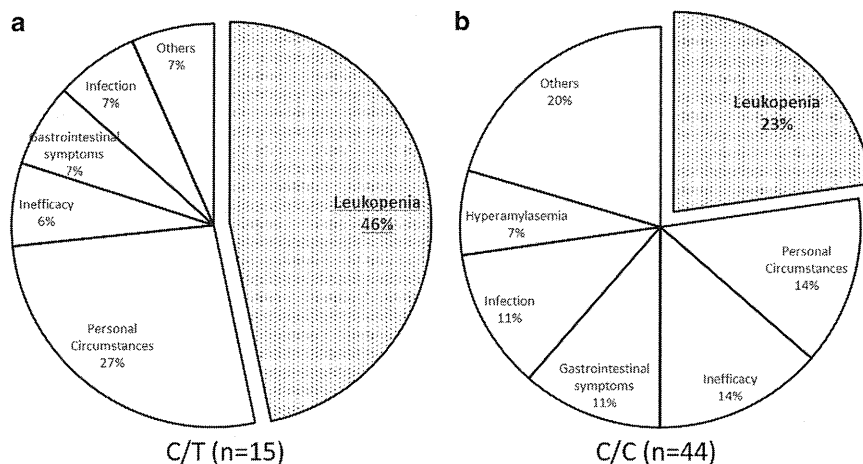 a
Others
7%
Infection
7%
Gastrointestinal
symptoms
7%
Inefficacy
6%
Personal
Circumstances
27%
Leukopenia
46%
C/T (n=15)
b
Others
20%
Leukopenia
23%
Hyperamylasemia
7%
Personal
Circumstances
14%
Infection
11%
Gastrointestinal
symptoms
11%
Inefficacy
14%
C/C (n=44)